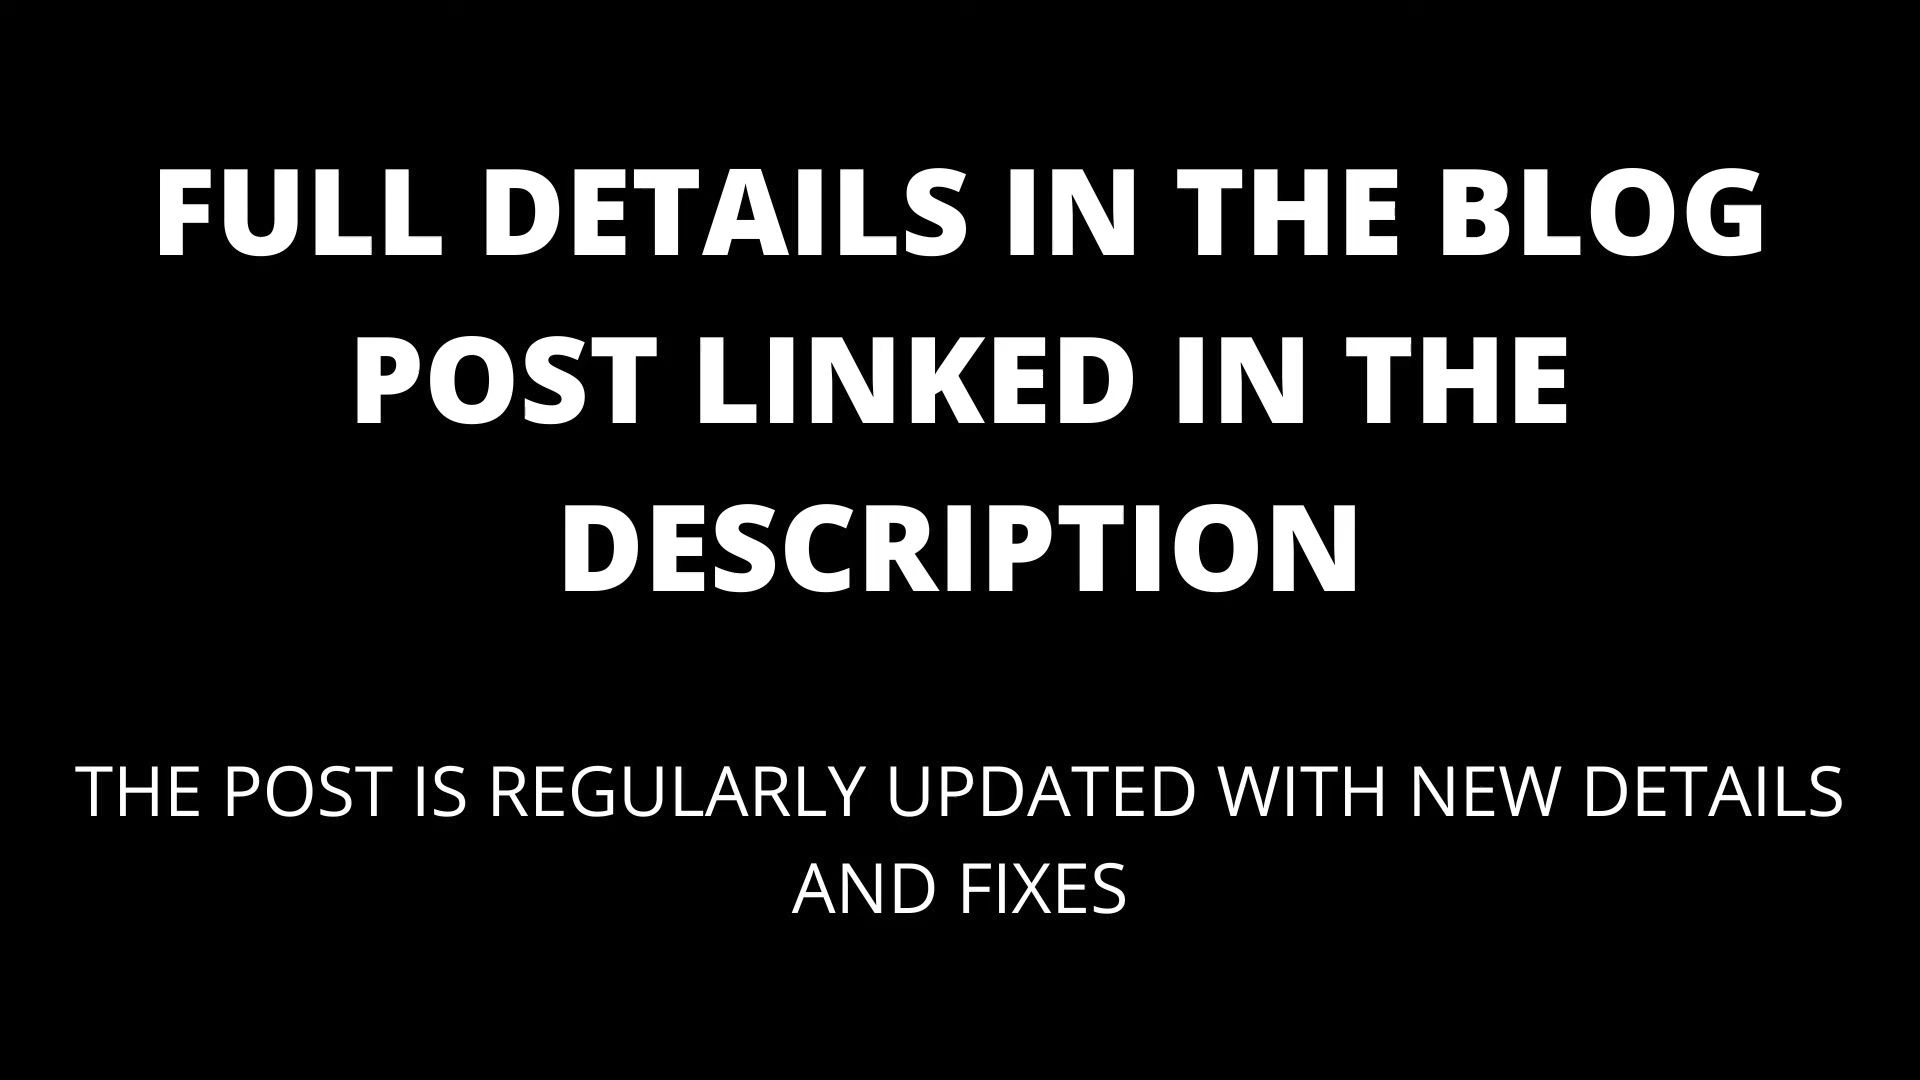 FULL DETAILS IN THE BLOG
POST LINKED IN THE
DESCRIPTION
THE POST IS REGULARLY UPDATED WITH NEW DETAILS
AND FIXES